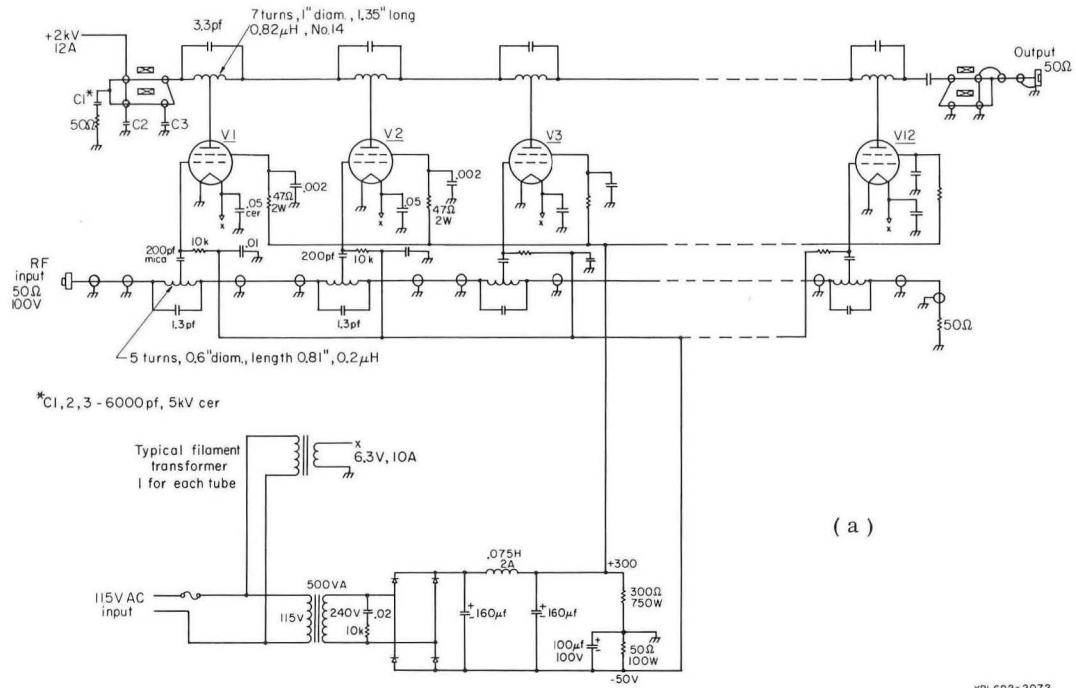 7 turns, 1" diam., 1.35" long
0.82μH, No.14
3.3pf
+2kV
12A
Output
50Ω
C1*
50Ω
C2
C3
V1
V2
V3
V12
.002
.002
47Ω
2W
47Ω
2W
.05
cer
.05
x
x
x
x
200pf
mica
10k
.01
200pf
10k
RF
input
50Ω
100V
1.3pf
1.3pf
50Ω
5 turns, 0.6" diam., length 0.81", 0.2μH
*C1, 2, 3 - 6000pf, 5kV cer
Typical filament
transformer
1 for each tube
x
6.3V, 10A
(a)
115V AC
input
500VA
115V
240V
.02
10k
.075H
2A
160μf
160μf
+300
300Ω
750W
100μf
100V
50Ω
100W
-50V